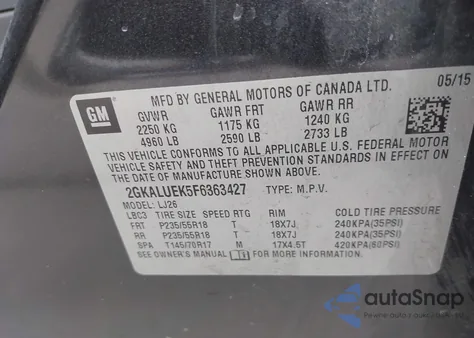 MFD BY GENERAL MOTORS OF CANADA LTD. 05/15
GM
GVWR GAWR FRT GAWR RR
2250 KG 1175 KG 1240 KG
4960 LB 2590 LB 2733 LB
THIS VEHICLE CONFORMS TO ALL APPLICABLE U.S. FEDERAL MOTOR
VEHICLE SAFETY AND THEFT PREVENTION STANDARDS IN
EFFECT ON THE DATE OF MANUFACTURE SHOWN ABOVE.
2GKALUEK5F6363427 TYPE: M.P.V.
MODEL: LJ26
LBC3 TIRE SIZE SPEED RTG RIM COLD TIRE PRESSURE
FRT P235/55R18 T 18X7J 240KPA(35PSI)
RR P235/55R18 T 18X7J 240KPA(35PSI)
SPA T145/70R17 M 17X4.5T 420KPA(60PSI)
SEE OWNER'S MANUAL FOR MORE INFORMATION.
autoSnap